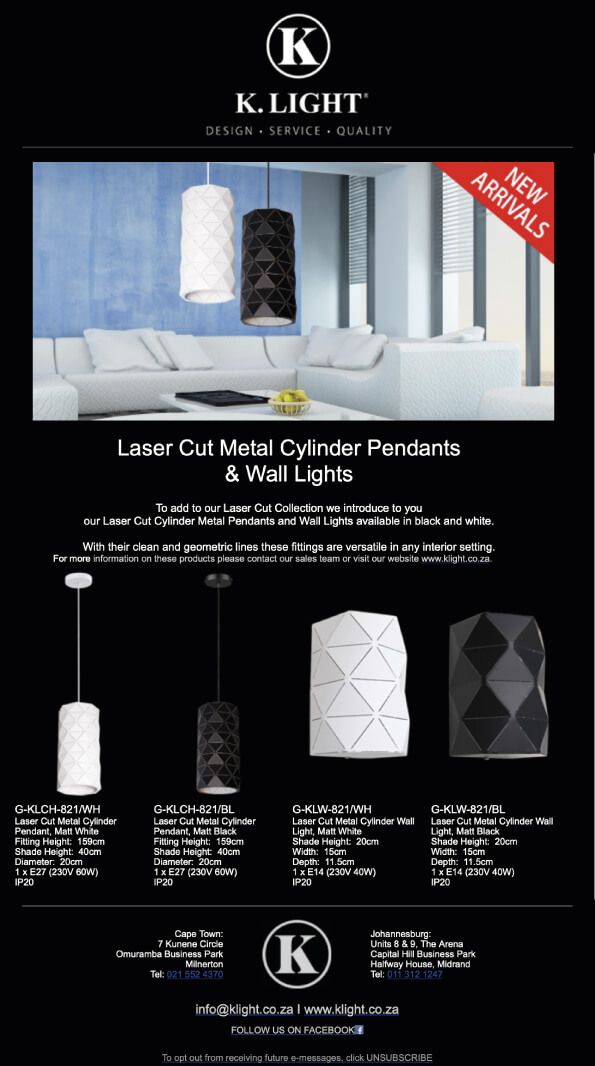 K
K. LIGHT®
DESIGN • SERVICE • QUALITY
NEW
ARRIVALS
Laser Cut Metal Cylinder Pendants
& Wall Lights
To add to our Laser Cut Collection we introduce to you
our Laser Cut Cylinder Metal Pendants and Wall Lights available in black and white.
With their clean and geometric lines these fittings are versatile in any interior setting.
For more information on these products please contact our sales team or visit our website www.klight.co.za.
G-KLCH-821/WH
Laser Cut Metal Cylinder
Pendant, Matt White
Fitting Height: 159cm
Shade Height: 40cm
Diameter: 20cm
1 x E27 (230V 60W)
IP20
G-KLCH-821/BL
Laser Cut Metal Cylinder
Pendant, Matt Black
Fitting Height: 159cm
Shade Height: 40cm
Diameter: 20cm
1 x E27 (230V 60W)
IP20
G-KLW-821/WH
Laser Cut Metal Cylinder Wall
Light, Matt White
Shade Height: 20cm
Width: 15cm
Depth: 11.5cm
1 x E14 (230V 40W)
IP20
G-KLW-821/BL
Laser Cut Metal Cylinder Wall
Light, Matt Black
Shade Height: 20cm
Width: 15cm
Depth: 11.5cm
1 x E14 (230V 40W)
IP20
Cape Town:
7 Kunene Circle
Omuramba Business Park
Milnerton
Tel: 021 552 4370
K
Johannesburg:
Units 8 & 9, The Arena
Capital Hill Business Park
Halfway House, Midrand
Tel: 011 312 1247
info@klight.co.za I www.klight.co.za
FOLLOW US ON FACEBOOK f
To opt out from receiving future e-messages, click UNSUBSCRIBE